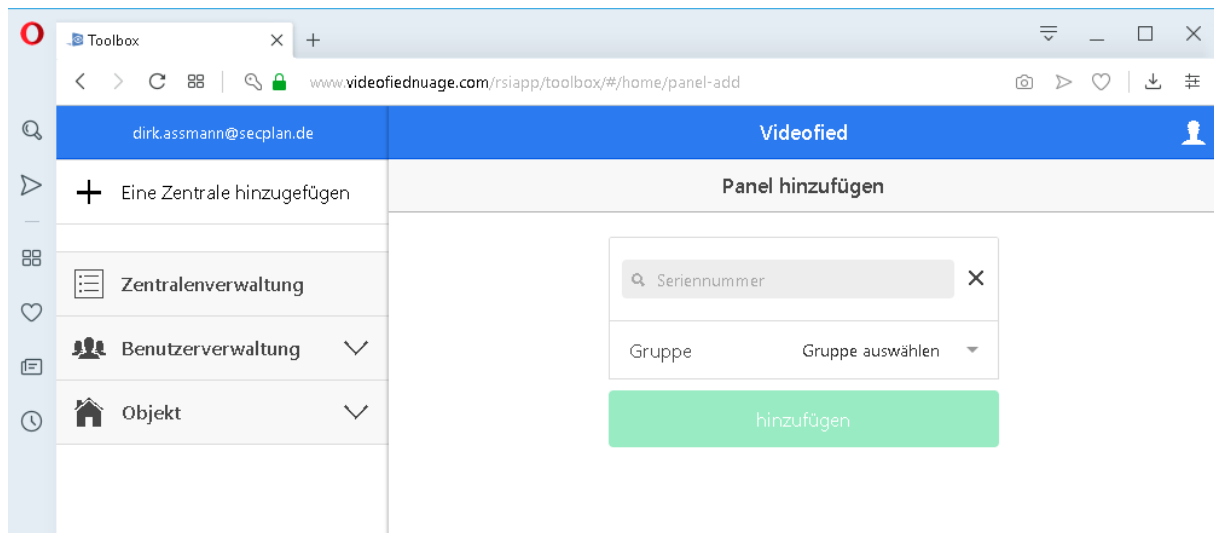 Toolbox
www.videofiednuage.com/rsiapp/toolbox/#/home/panel-add
dirk.assmann@secplan.de
Videofied
Eine Zentrale hinzugefügen
Panel hinzufügen
Zentralenverwaltung
Seriennummer
Benutzerverwaltung
Gruppe Gruppe auswählen
Objekt
hinzufügen